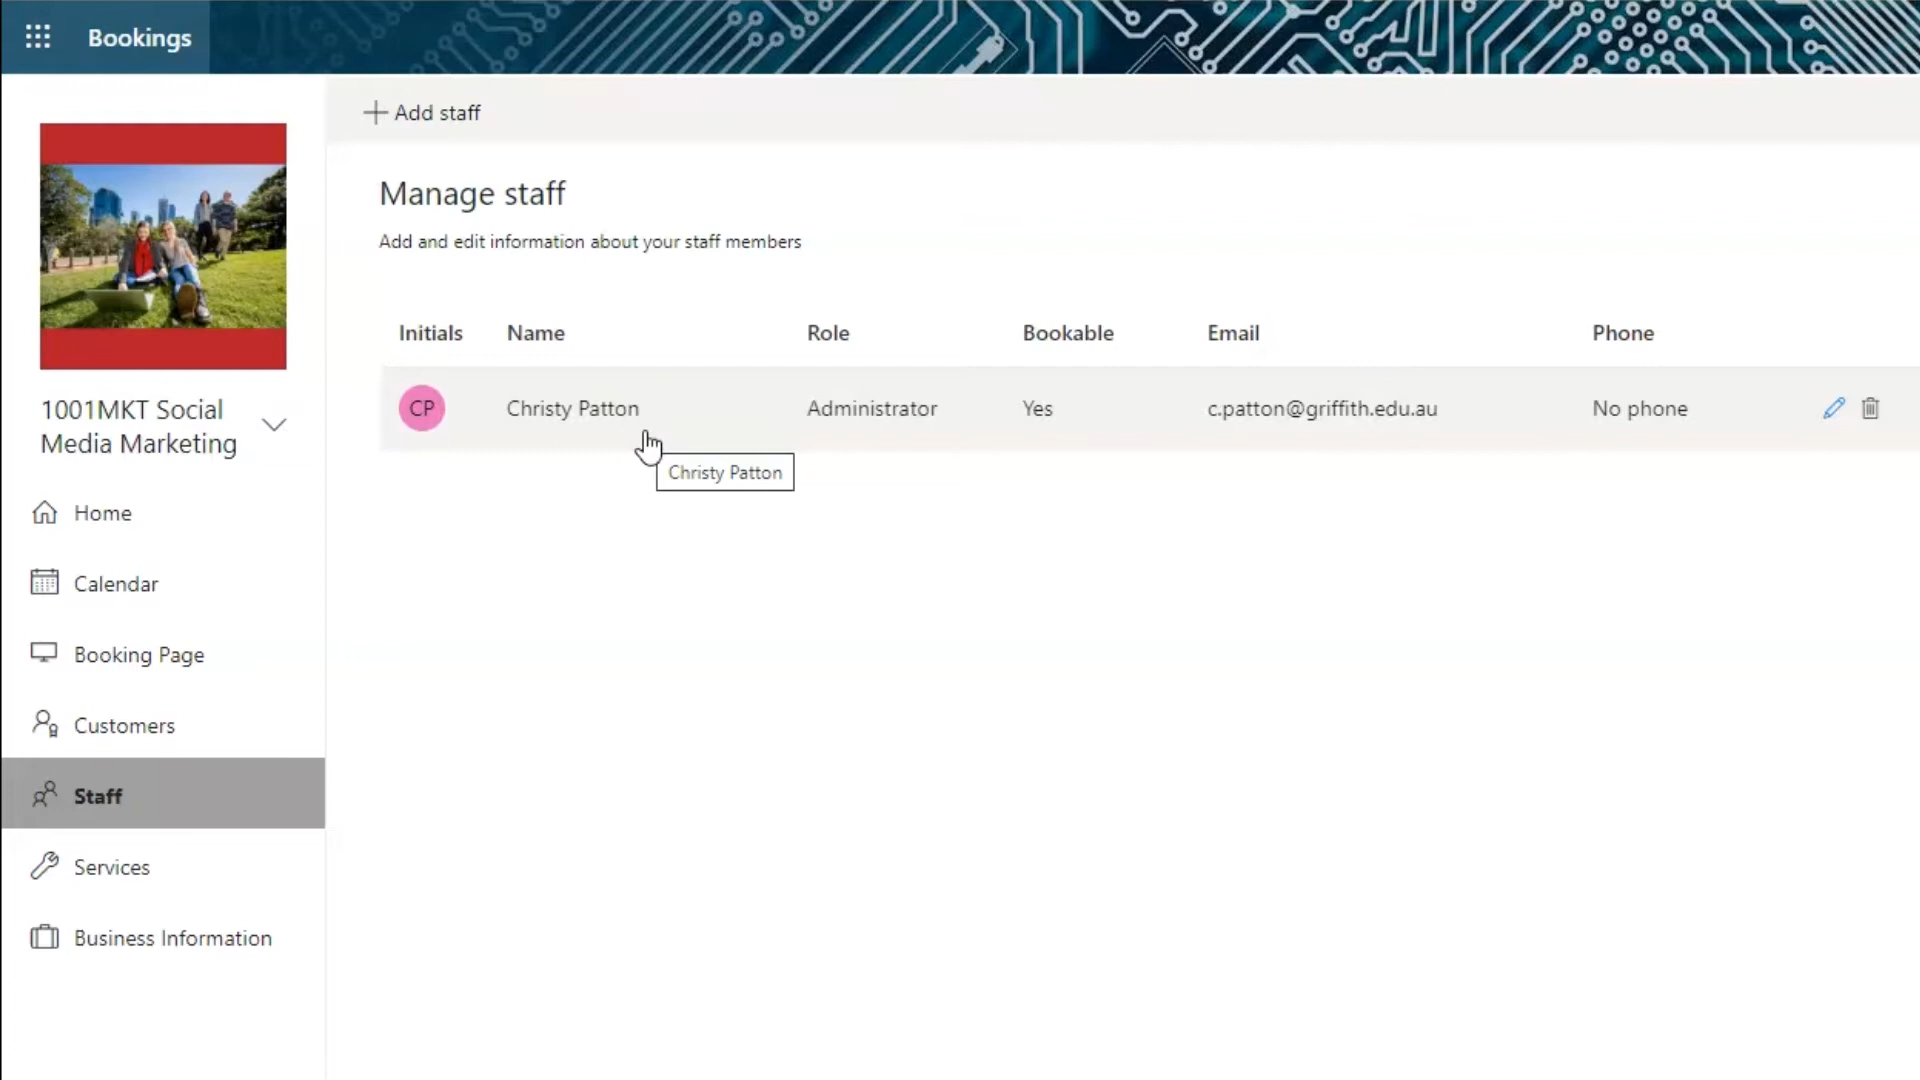 Bookings
Add staff
Manage staff
Add and edit information about your staff members
Initials Name Role Bookable Email Phone
CP Christy Patton Administrator Yes c.patton@griffith.edu.au No phone
Christy Patton
1001MKT Social
Media Marketing
Home
Calendar
Booking Page
Customers
Staff
Services
Business Information